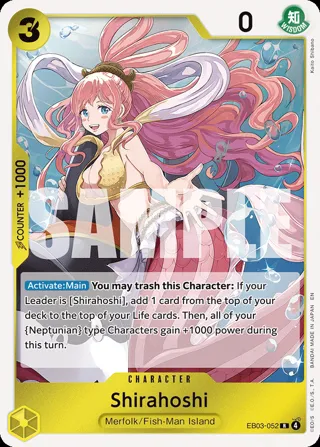 3
0
知
WISDOM
Kaito Shibano
COUNTER +1000
SAMPLE
Activate:Main You may trash this Character: If your
Leader is [Shirahoshi], add 1 card from the top of your
deck to the top of your Life cards. Then, all of your
{Neptunian} type Characters gain +1000 power during
this turn.
CHARACTER
Shirahoshi
Merfolk/Fish-Man Island
EB03-052 R 4
©E.O./S. ©E.O./S., T.A. BANDAI MADE IN JAPAN EN